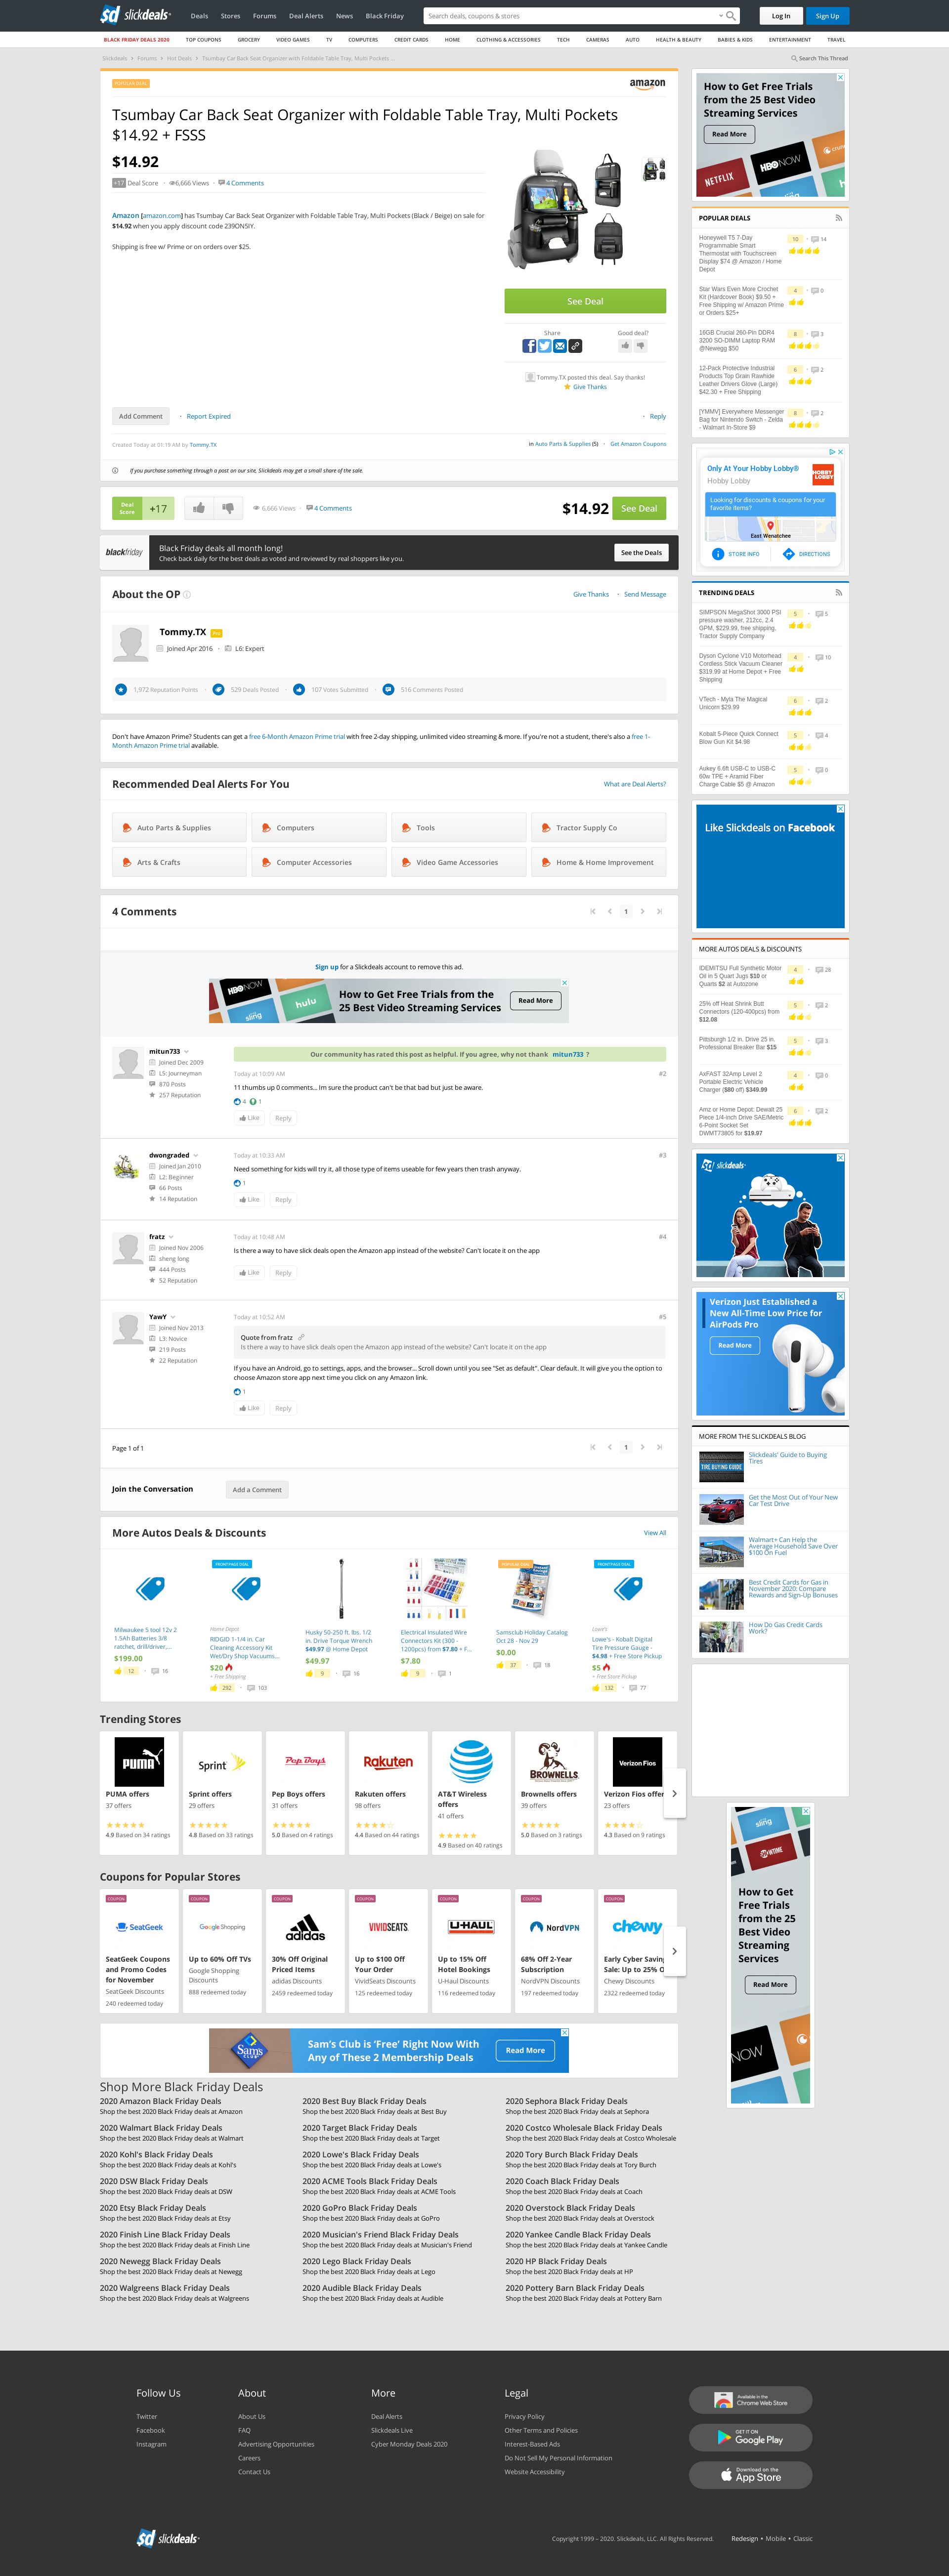 slickdeals
Deals
Stores
Forums
Deal Alerts
News
Black Friday
Search deals, coupons & stores
Log In
Sign Up
BLACK FRIDAY DEALS 2020
TOP COUPONS
GROCERY
VIDEO GAMES
TV
COMPUTERS
CREDIT CARDS
HOME
CLOTHING & ACCESSORIES
TECH
CAMERAS
AUTO
HEALTH & BEAUTY
BABIES & KIDS
ENTERTAINMENT
TRAVEL
Slickdeals
Forums
Hot Deals
Tsumbay Car Back Seat Organizer with Foldable Table Tray, Multi Pockets ...
Search This Thread
POPULAR DEAL
amazon
Tsumbay Car Back Seat Organizer with Foldable Table Tray, Multi Pockets
$14.92 + FSSS
$14.92
+17 Deal Score
6,666 Views
4 Comments
Amazon [amazon.com] has Tsumbay Car Back Seat Organizer with Foldable Table Tray, Multi Pockets (Black / Beige) on sale for
$14.92 when you apply discount code 239ON5IY.
Shipping is free w/ Prime or on orders over $25.
See Deal
Share
Good deal?
Tommy.TX posted this deal. Say thanks!
Give Thanks
Add Comment
Report Expired
Reply
Created Today at 01:19 AM by Tommy.TX
in Auto Parts & Supplies (5)
Get Amazon Coupons
If you purchase something through a post on our site, Slickdeals may get a small share of the sale.
Deal
Score
+17
6,666 Views
4 Comments
$14.92
See Deal
blackfriday
Black Friday deals all month long!
Check back daily for the best deals as voted and reviewed by real shoppers like you.
See the Deals
About the OP
Give Thanks
Send Message
Tommy.TX
Pro
Joined Apr 2016
L6: Expert
1,972 Reputation Points
529 Deals Posted
107 Votes Submitted
516 Comments Posted
Don't have Amazon Prime? Students can get a free 6-Month Amazon Prime trial with free 2-day shipping, unlimited video streaming & more. If you're not a student, there's also a free 1-
Month Amazon Prime trial available.
Recommended Deal Alerts For You
What are Deal Alerts?
Auto Parts & Supplies
Computers
Tools
Tractor Supply Co
Arts & Crafts
Computer Accessories
Video Game Accessories
Home & Home Improvement
4 Comments
1
Sign up for a Slickdeals account to remove this ad.
HBO NOW
sling
hulu
How to Get Free Trials from the
25 Best Video Streaming Services
Read More
mitun733
Joined Dec 2009
L5: Journeyman
870 Posts
257 Reputation
Our community has rated this post as helpful. If you agree, why not thank mitun733 ?
Today at 10:09 AM
#2
11 thumbs up 0 comments... Im sure the product can't be that bad but just be aware.
4
1
Like
Reply
dwongraded
Joined Jan 2010
L2: Beginner
66 Posts
14 Reputation
Today at 10:33 AM
#3
Need something for kids will try it, all those type of items useable for few years then trash anyway.
1
Like
Reply
fratz
Joined Nov 2006
sheng long
444 Posts
52 Reputation
Today at 10:48 AM
#4
Is there a way to have slick deals open the Amazon app instead of the website? Can't locate it on the app
Like
Reply
YawY
Joined Nov 2013
L3: Novice
219 Posts
22 Reputation
Today at 10:52 AM
#5
Quote from fratz
Is there a way to have slick deals open the Amazon app instead of the website? Can't locate it on the app
If you have an Android, go to settings, apps, and the browser... Scroll down until you see "Set as default". Clear default. It will give you the option to
choose Amazon store app next time you click on any Amazon link.
1
Like
Reply
Page 1 of 1
1
Join the Conversation
Add a Comment
More Autos Deals & Discounts
View All
Milwaukee 5 tool 12v 2
1.5Ah Batteries 3/8
ratchet, drill/driver,...
$199.00
12
16
FRONTPAGE DEAL
Home Depot
RIDGID 1-1/4 in. Car
Cleaning Accessory Kit
Wet/Dry Shop Vacuums...
$20
+ Free Shipping
292
103
Husky 50-250 ft. lbs. 1/2
in. Drive Torque Wrench
$49.97 @ Home Depot
$49.97
9
16
Electrical Insulated Wire
Connectors Kit (300 -
1200pcs) from $7.80 + F...
$7.80
9
1
POPULAR DEAL
Samsclub Holiday Catalog
Oct 28 - Nov 29
$0.00
37
18
FRONTPAGE DEAL
Lowe's
Lowe's - Kobalt Digital
Tire Pressure Gauge -
$4.98 + Free Store Pickup
$5
+ Free Store Pickup
132
77
Trending Stores
PUMA
PUMA offers
37 offers
4.9 Based on 34 ratings
Sprint
Sprint offers
29 offers
4.8 Based on 33 ratings
Pep Boys
Pep Boys offers
31 offers
5.0 Based on 4 ratings
Rakuten
Rakuten offers
98 offers
4.4 Based on 44 ratings
AT&T Wireless
offers
41 offers
4.9 Based on 40 ratings
BROWNELLS
Brownells offers
39 offers
5.0 Based on 3 ratings
Verizon Fios
Verizon Fios offer
23 offers
4.3 Based on 9 ratings
Coupons for Popular Stores
COUPON
SeatGeek
SeatGeek Coupons
and Promo Codes
for November
SeatGeek Discounts
240 redeemed today
COUPON
Google Shopping
Up to 60% Off TVs
Google Shopping
Discounts
888 redeemed today
COUPON
adidas
30% Off Original
Priced Items
adidas Discounts
2459 redeemed today
COUPON
VIVIDSEATS
Up to $100 Off
Your Order
VividSeats Discounts
125 redeemed today
COUPON
U-HAUL
Up to 15% Off
Hotel Bookings
U-Haul Discounts
116 redeemed today
COUPON
NordVPN
68% Off 2-Year
Subscription
NordVPN Discounts
197 redeemed today
COUPON
chewy
Early Cyber Saving
Sale: Up to 25% O
Chewy Discounts
2322 redeemed today
Sam's
Sam's Club is 'Free' Right Now With
Any of These 2 Membership Deals
Read More
Shop More Black Friday Deals
2020 Amazon Black Friday Deals
Shop the best 2020 Black Friday deals at Amazon
2020 Best Buy Black Friday Deals
Shop the best 2020 Black Friday deals at Best Buy
2020 Sephora Black Friday Deals
Shop the best 2020 Black Friday deals at Sephora
2020 Walmart Black Friday Deals
Shop the best 2020 Black Friday deals at Walmart
2020 Target Black Friday Deals
Shop the best 2020 Black Friday deals at Target
2020 Costco Wholesale Black Friday Deals
Shop the best 2020 Black Friday deals at Costco Wholesale
2020 Kohl's Black Friday Deals
Shop the best 2020 Black Friday deals at Kohl's
2020 Lowe's Black Friday Deals
Shop the best 2020 Black Friday deals at Lowe's
2020 Tory Burch Black Friday Deals
Shop the best 2020 Black Friday deals at Tory Burch
2020 DSW Black Friday Deals
Shop the best 2020 Black Friday deals at DSW
2020 ACME Tools Black Friday Deals
Shop the best 2020 Black Friday deals at ACME Tools
2020 Coach Black Friday Deals
Shop the best 2020 Black Friday deals at Coach
2020 Etsy Black Friday Deals
Shop the best 2020 Black Friday deals at Etsy
2020 GoPro Black Friday Deals
Shop the best 2020 Black Friday deals at GoPro
2020 Overstock Black Friday Deals
Shop the best 2020 Black Friday deals at Overstock
2020 Finish Line Black Friday Deals
Shop the best 2020 Black Friday deals at Finish Line
2020 Musician's Friend Black Friday Deals
Shop the best 2020 Black Friday deals at Musician's Friend
2020 Yankee Candle Black Friday Deals
Shop the best 2020 Black Friday deals at Yankee Candle
2020 Newegg Black Friday Deals
Shop the best 2020 Black Friday deals at Newegg
2020 Lego Black Friday Deals
Shop the best 2020 Black Friday deals at Lego
2020 HP Black Friday Deals
Shop the best 2020 Black Friday deals at HP
2020 Walgreens Black Friday Deals
Shop the best 2020 Black Friday deals at Walgreens
2020 Audible Black Friday Deals
Shop the best 2020 Black Friday deals at Audible
2020 Pottery Barn Black Friday Deals
Shop the best 2020 Black Friday deals at Pottery Barn
How to Get Free Trials
from the 25 Best Video
Streaming Services
Read More
NETFLIX
HBO NOW
POPULAR DEALS
Honeywell T5 7-Day
Programmable Smart
Thermostat with Touchscreen
Display $74 @ Amazon / Home
Depot
10
14
Star Wars Even More Crochet
Kit (Hardcover Book) $9.50 +
Free Shipping w/ Amazon Prime
or Orders $25+
4
0
16GB Crucial 260-Pin DDR4
3200 SO-DIMM Laptop RAM
@Newegg $50
8
3
12-Pack Protective Industrial
Products Top Grain Rawhide
Leather Drivers Glove (Large)
$42.30 + Free Shipping
6
2
[YMMV] Everywhere Messenger
Bag for Nintendo Switch - Zelda
- Walmart In-Store $9
8
2
Only At Your Hobby Lobby®
Hobby Lobby
HOBBY
LOBBY
Looking for discounts & coupons for your
favorite items?
East Wenatchee
STORE INFO
DIRECTIONS
TRENDING DEALS
SIMPSON MegaShot 3000 PSI
pressure washer, 212cc, 2.4
GPM, $229.99, free shipping,
Tractor Supply Company
5
5
Dyson Cyclone V10 Motorhead
Cordless Stick Vacuum Cleaner
$319.99 at Home Depot + Free
Shipping
4
10
VTech - Myla The Magical
Unicorn $29.99
6
2
Kobalt 5-Piece Quick Connect
Blow Gun Kit $4.98
5
4
Aukey 6.6ft USB-C to USB-C
60w TPE + Aramid Fiber
Charge Cable $5 @ Amazon
5
0
Like Slickdeals on Facebook
MORE AUTOS DEALS & DISCOUNTS
IDEMITSU Full Synthetic Motor
Oil in 5 Quart Jugs $10 or
Quarts $2 at Autozone
4
28
25% off Heat Shrink Butt
Connectors (120-400pcs) from
$12.08
5
2
Pittsburgh 1/2 in. Drive 25 in.
Professional Breaker Bar $15
5
3
AxFAST 32Amp Level 2
Portable Electric Vehicle
Charger ($80 off) $349.99
4
0
Amz or Home Depot: Dewalt 25
Piece 1/4-inch Drive SAE/Metric
6-Point Socket Set
DWMT73805 for $19.97
6
2
slickdeals
Verizon Just Established a
New All-Time Low Price for
AirPods Pro
Read More
MORE FROM THE SLICKDEALS BLOG
TIRE BUYING GUIDE
Slickdeals' Guide to Buying
Tires
Get the Most Out of Your New
Car Test Drive
Walmart+ Can Help the
Average Household Save Over
$100 On Fuel
Best Credit Cards for Gas in
November 2020: Compare
Rewards and Sign-Up Bonuses
How Do Gas Credit Cards
Work?
sling
SHOWTIME
How to Get
Free Trials
from the 25
Best Video
Streaming
Services
Read More
NOW
Follow Us
Twitter
Facebook
Instagram
About
About Us
FAQ
Advertising Opportunities
Careers
Contact Us
More
Deal Alerts
Slickdeals Live
Cyber Monday Deals 2020
Legal
Privacy Policy
Other Terms and Policies
Interest-Based Ads
Do Not Sell My Personal Information
Website Accessibility
Available in the
Chrome Web Store
GET IT ON
Google Play
Download on the
App Store
slickdeals
Copyright 1999 - 2020. Slickdeals, LLC. All Rights Reserved.
Redesign • Mobile • Classic